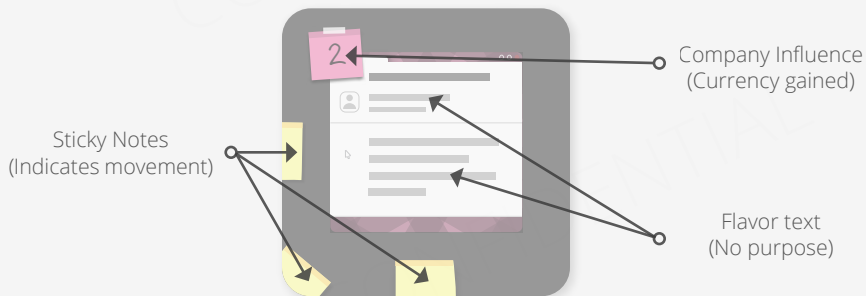 2
Company Influence
(Currency gained)
Sticky Notes
(Indicates movement)
Flavor text
(No purpose)